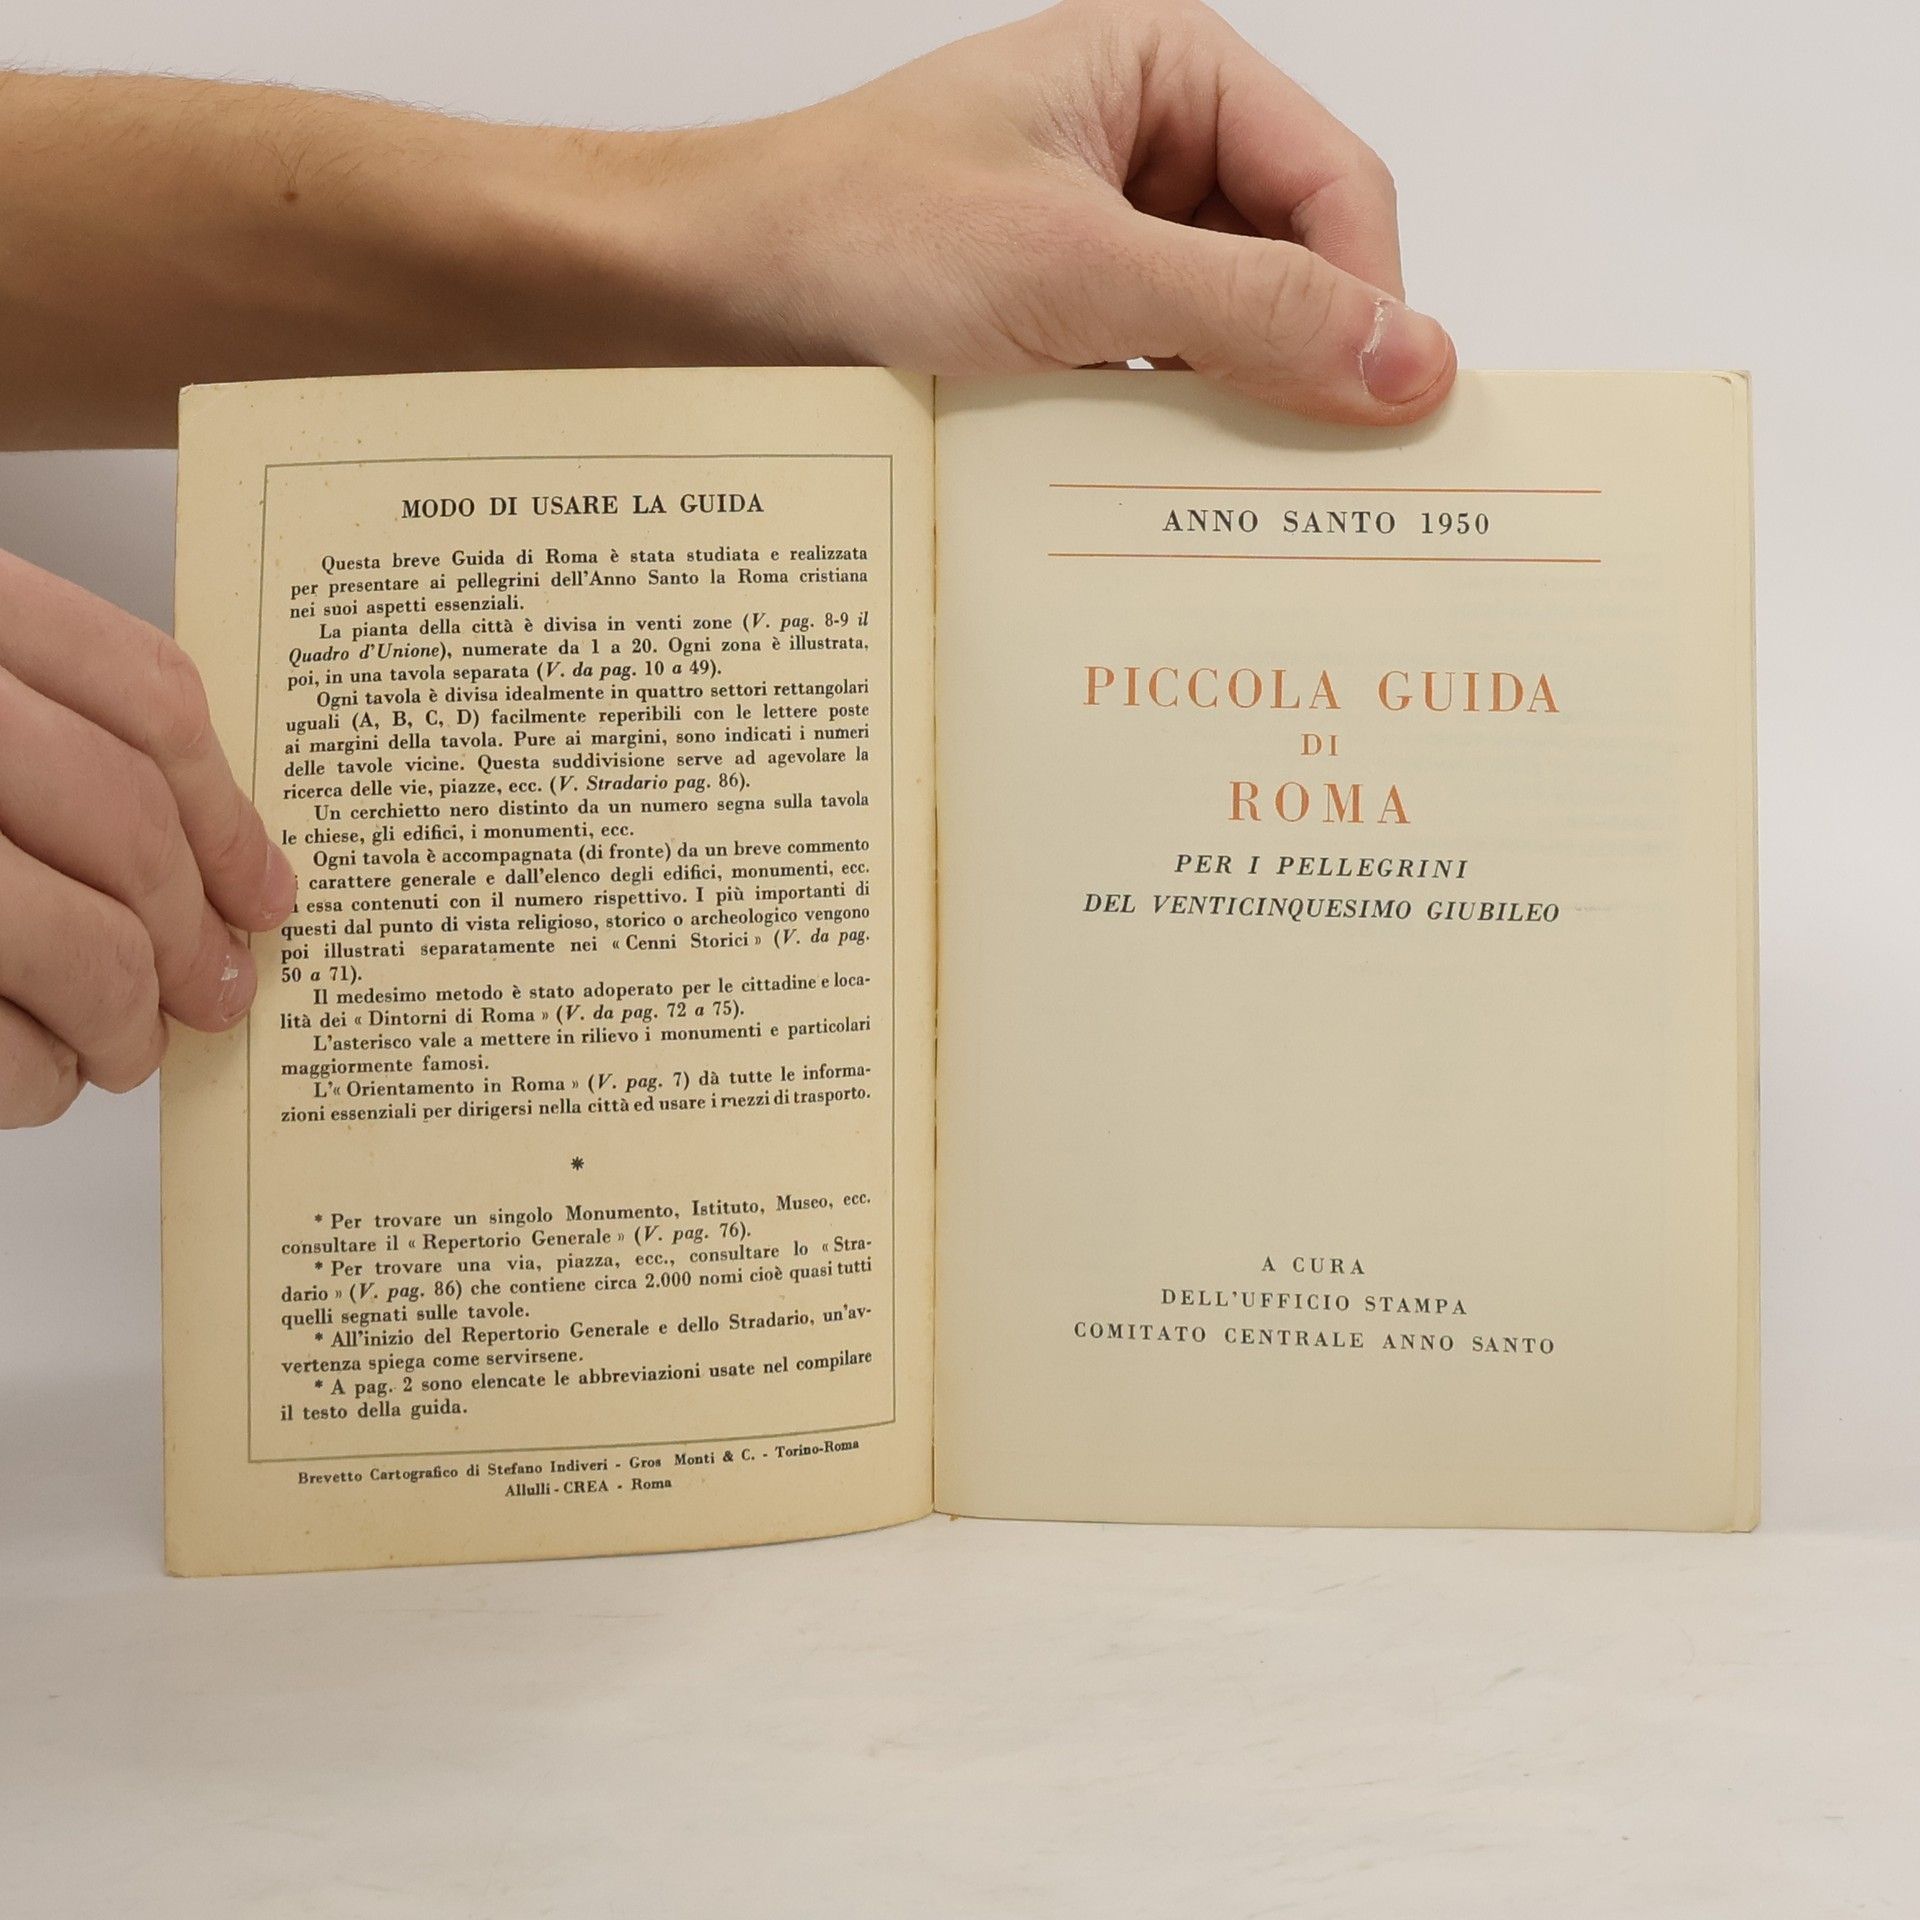 MODO DI USARE LA GUIDA
Questa breve Guida di Roma è stata studiata e realizzata
per presentare ai pellegrini dell'Anno Santo la Roma cristiana
nei suoi aspetti essenziali.
La pianta della città è divisa in venti zone (V. pag. 8-9 il
Quadro d'Unione), numerate da 1 a 20. Ogni zona è illustrata,
poi, in una tavola separata (V. da pag. 10 a 49).
Ogni tavola è divisa idealmente in quattro settori rettangolari
uguali (A, B, C, D) facilmente reperibili con le lettere poste
ai margini della tavola. Pure ai margini, sono indicati i numeri
delle tavole vicine. Questa suddivisione serve ad agevolare la
ricerca delle vie, piazze, ecc. (V. Stradario pag. 86).
Un cerchietto nero distinto da un numero segna sulla tavola
le chiese, gli edifici, i monumenti, ecc.
Ogni tavola è accompagnata (di fronte) da un breve commento
carattere generale e dall'elenco degli edifici, monumenti, ecc.
essa contenuti con il numero rispettivo. I più importanti di
questi dal punto di vista religioso, storico o archeologico vengono
poi illustrati separatamente nei « Cenni Storici » (V. da pag.
50 a 71).
Il medesimo metodo è stato adoperato per le cittadine e loca-
lità dei « Dintorni di Roma » (V. da pag. 72 a 75).
L'asterisco vale a mettere in rilievo i monumenti e particolari
maggiormente famosi.
L'« Orientamento in Roma » (V. pag. 7) dà tutte le informa-
zioni essenziali per dirigersi nella città ed usare i mezzi di trasporto.
*
* Per trovare un singolo Monumento, Istituto, Museo, ecc.
consultare il « Repertorio Generale » (V. pag. 76).
* Per trovare una via, piazza, ecc., consultare lo « Stra-
dario » (V. pag. 86) che contiene circa 2.000 nomi cioè quasi tutti
quelli segnati sulle tavole.
* All'inizio del Repertorio Generale e dello Stradario, un'av-
vertenza spiega come servirsene.
* A pag. 2 sono elencate le abbreviazioni usate nel compilare
il testo della guida.
Brevetto Cartografico di Stefano Indiveri - Gros Monti & C. - Torino-Roma
Allulli - CREA - Roma
ANNO SANTO 1950
PICCOLA GUIDA
DI
ROMA
PER I PELLEGRINI
DEL VENTICINQUESIMO GIUBILEO
A CURA
DELL'UFFICIO STAMPA
COMITATO CENTRALE ANNO SANTO